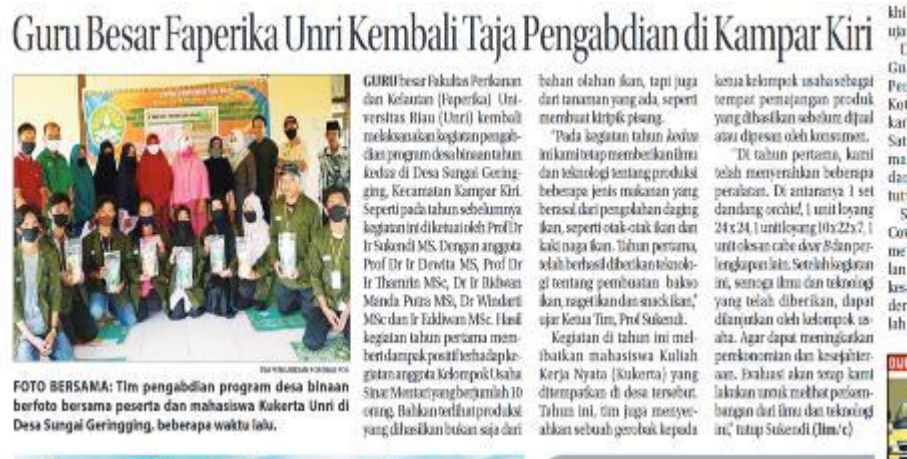 Guru Besar Faperika Unri Kembali Taja Pengabdian di Kampar Kiri
FOTO BERSAMA: Tim pengabdian program desa binaan
berfoto bersama peserta dan mahasiswa Kukerta Unri di
Desa Sungai Geringging, beberapa waktu lalu.
GURU besar Fakultas Perikanan
dan Kelautan (Faperika) Uni-
versitas Riau (Unri) kembali
melaksanakan kegiatan pengab-
dian program desa binaan tahun
kedua di Desa Sungai Gering-
ging, Kecamatan Kampar Kiri.
Seperti pada tahun sebelumnya
kegiatan ini diketuai oleh Prof Dr
Ir Sukendi MS. Dengan anggota
Prof Dr Ir Dewita MS, Prof Dr
Ir Thamrin MSc, Dr Ir Ridwan
Manda Putra MSi, Dr Windarti
MSc dan Ir Eddiwan MSc. Hasil
kegiatan tahun pertama mem-
beri dampak positif terhadap ke-
giatan anggota Kelompok Usaha
Sinar Mentari yang berjumlah 10
orang. Bahkan terlihat produksi
yang dihasilkan bukan saja dari
bahan olahan ikan, tapi juga
dari tanaman yang ada, seperti
membuat kiripik pisang.
"Pada kegiatan tahun kedua
ini kami tetap memberikan ilmu
dan teknologi tentang produksi
beberapa jenis makanan yang
berasal dari pengolahan daging
ikan, seperti otak-otak ikan dan
kaki naga ikan. Tahun pertama,
telah berhasil diberikan teknolo-
gi tentang pembuatan bakso
ikan, naget ikan dan snack ikan,"
ujar Ketua Tim, Prof Sukendi.
Kegiatan di tahun ini mel-
ibatkan mahasiswa Kuliah
Kerja Nyata (Kukerta) yang
ditempatkan di desa tersebut.
Tahun ini, tim juga menyer-
ahkan sebuah gerobak kepada
ketua kelompok usaha sebagai
tempat pemajangan produk
yang dihasilkan sebelum dijual
atau dipesan oleh konsumen.
"Di tahun pertama, kami
telah menyerahkan beberapa
peralatan. Di antaranya 1 set
dandang orchid, 1 unit loyang
24 x 24, 1 unit loyang 10x22x7, 1
unit olesan cabe dan per-
lengkapan lain. Setelah kegiatan
ini, semoga ilmu dan teknologi
yang telah diberikan, dapat
dilanjutkan oleh kelompok us-
aha. Agar dapat meningkatkan
perekonomian dan kesejahter-
aan. Evaluasi akan tetap kami
lakukan untuk melihat perkem-
bangan dari ilmu dan teknologi
ini," tutup Sukendi.(lim/c)